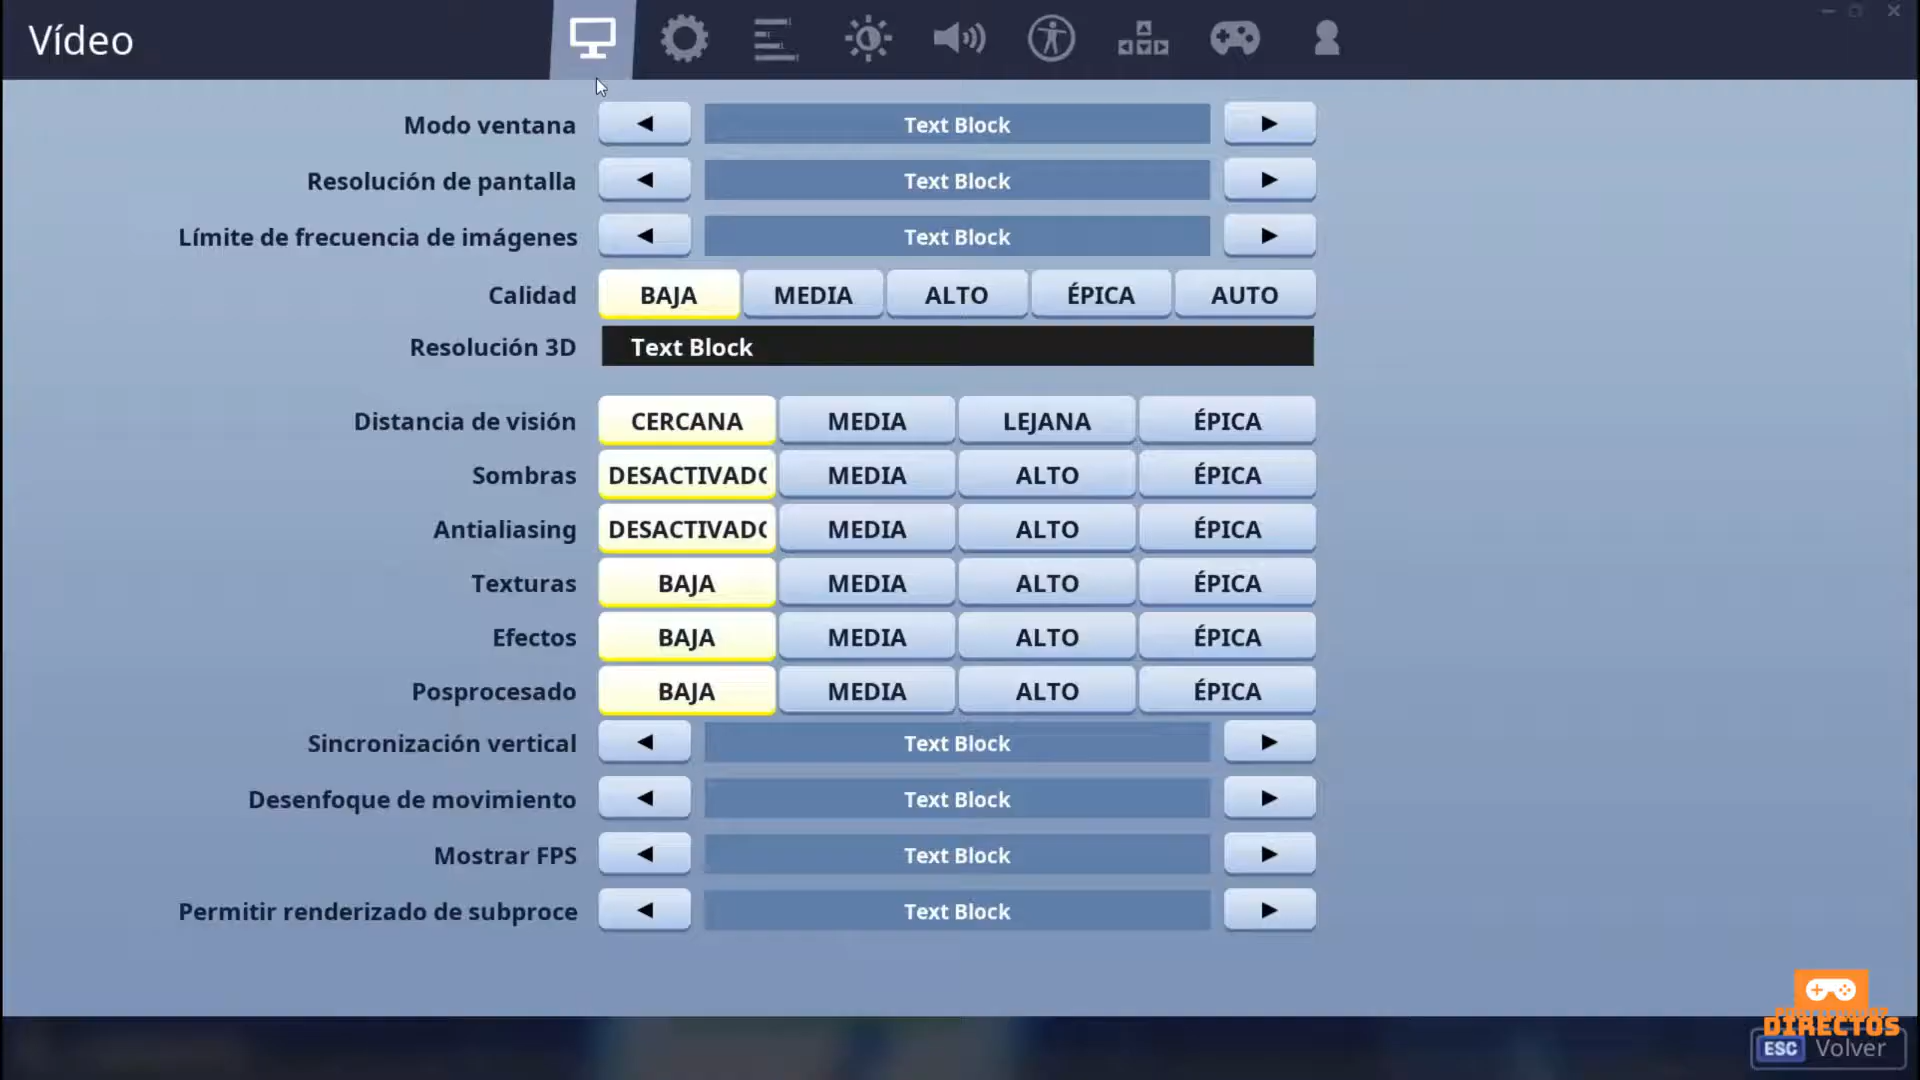 Vídeo
Modo ventana Text Block
Resolución de pantalla Text Block
Límite de frecuencia de imágenes Text Block
Calidad BAJA MEDIA ALTO ÉPICA AUTO
Resolución 3D Text Block
Distancia de visión CERCANA MEDIA LEJANA ÉPICA
Sombras DESACTIVADO MEDIA ALTO ÉPICA
Antialiasing DESACTIVADO MEDIA ALTO ÉPICA
Texturas BAJA MEDIA ALTO ÉPICA
Efectos BAJA MEDIA ALTO ÉPICA
Posprocesado BAJA MEDIA ALTO ÉPICA
Sincronización vertical Text Block
Desenfoque de movimiento Text Block
Mostrar FPS Text Block
Permitir renderizado de subproce Text Block
DIRECTOS
ESC Volver